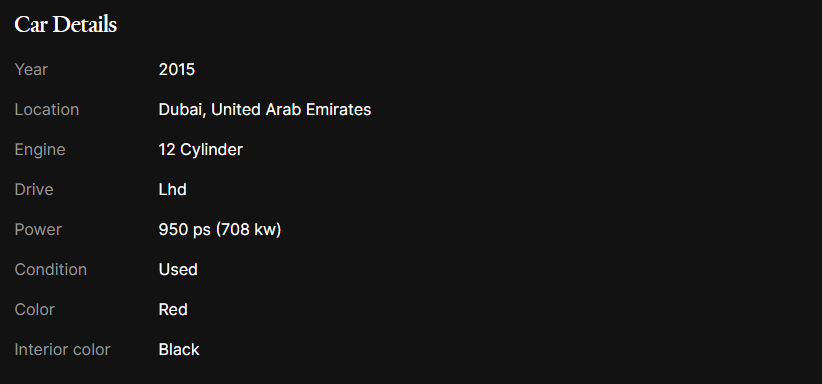 Car Details
Year 2015
Location Dubai, United Arab Emirates
Engine 12 Cylinder
Drive Lhd
Power 950 ps (708 kw)
Condition Used
Color Red
Interior color Black